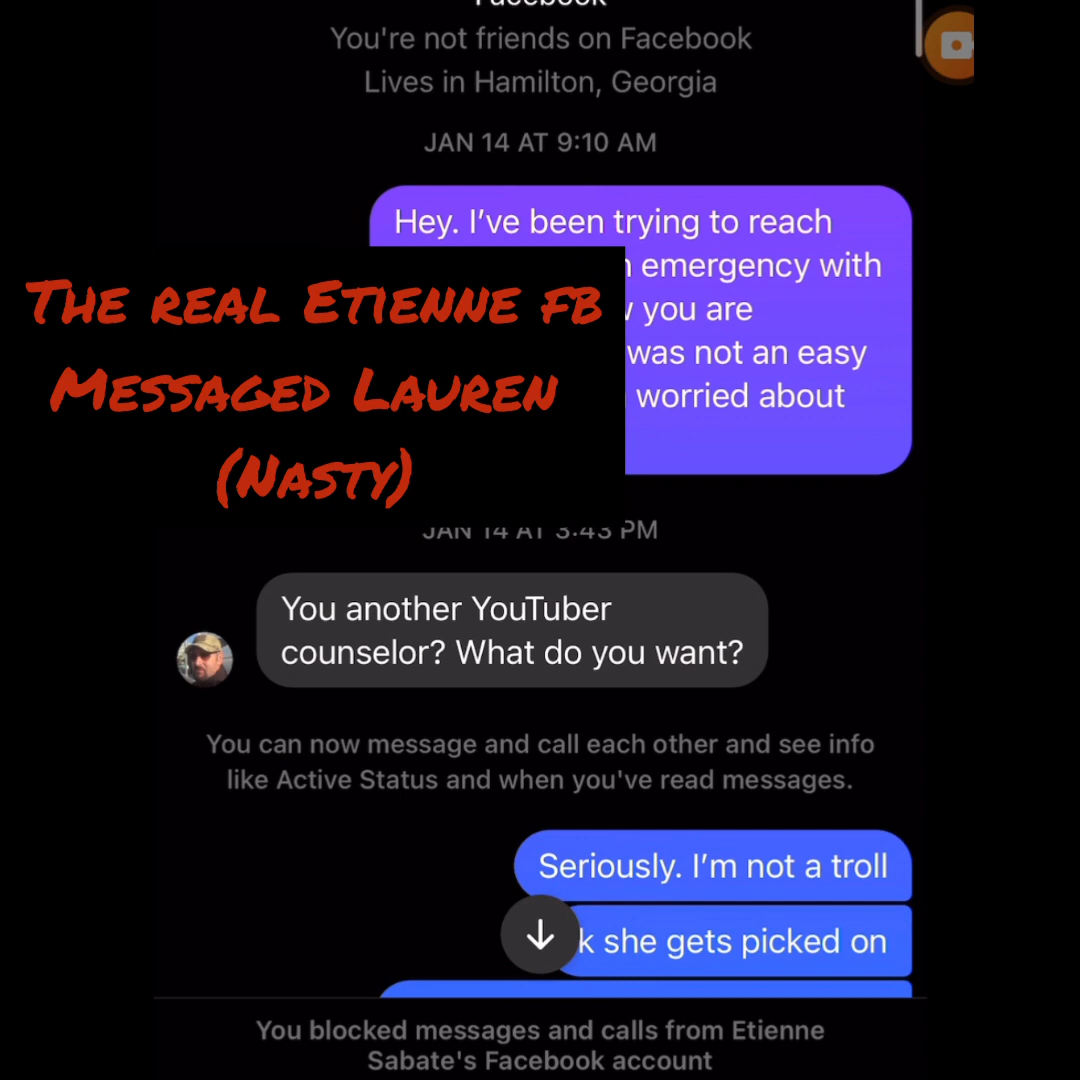 Facebook
You're not friends on Facebook
Lives in Hamilton, Georgia
JAN 14 AT 9:10 AM
Hey. I've been trying to reach
emergency with
you are
was not an easy
worried about
The real Etienne fb
Messaged Lauren
(Nasty)
JAN 14 AT 3:43 PM
You another YouTuber
counselor? What do you want?
You can now message and call each other and see info
like Active Status and when you've read messages.
Seriously. I'm not a troll
she gets picked on
You blocked messages and calls from Etienne
Sabate's Facebook account